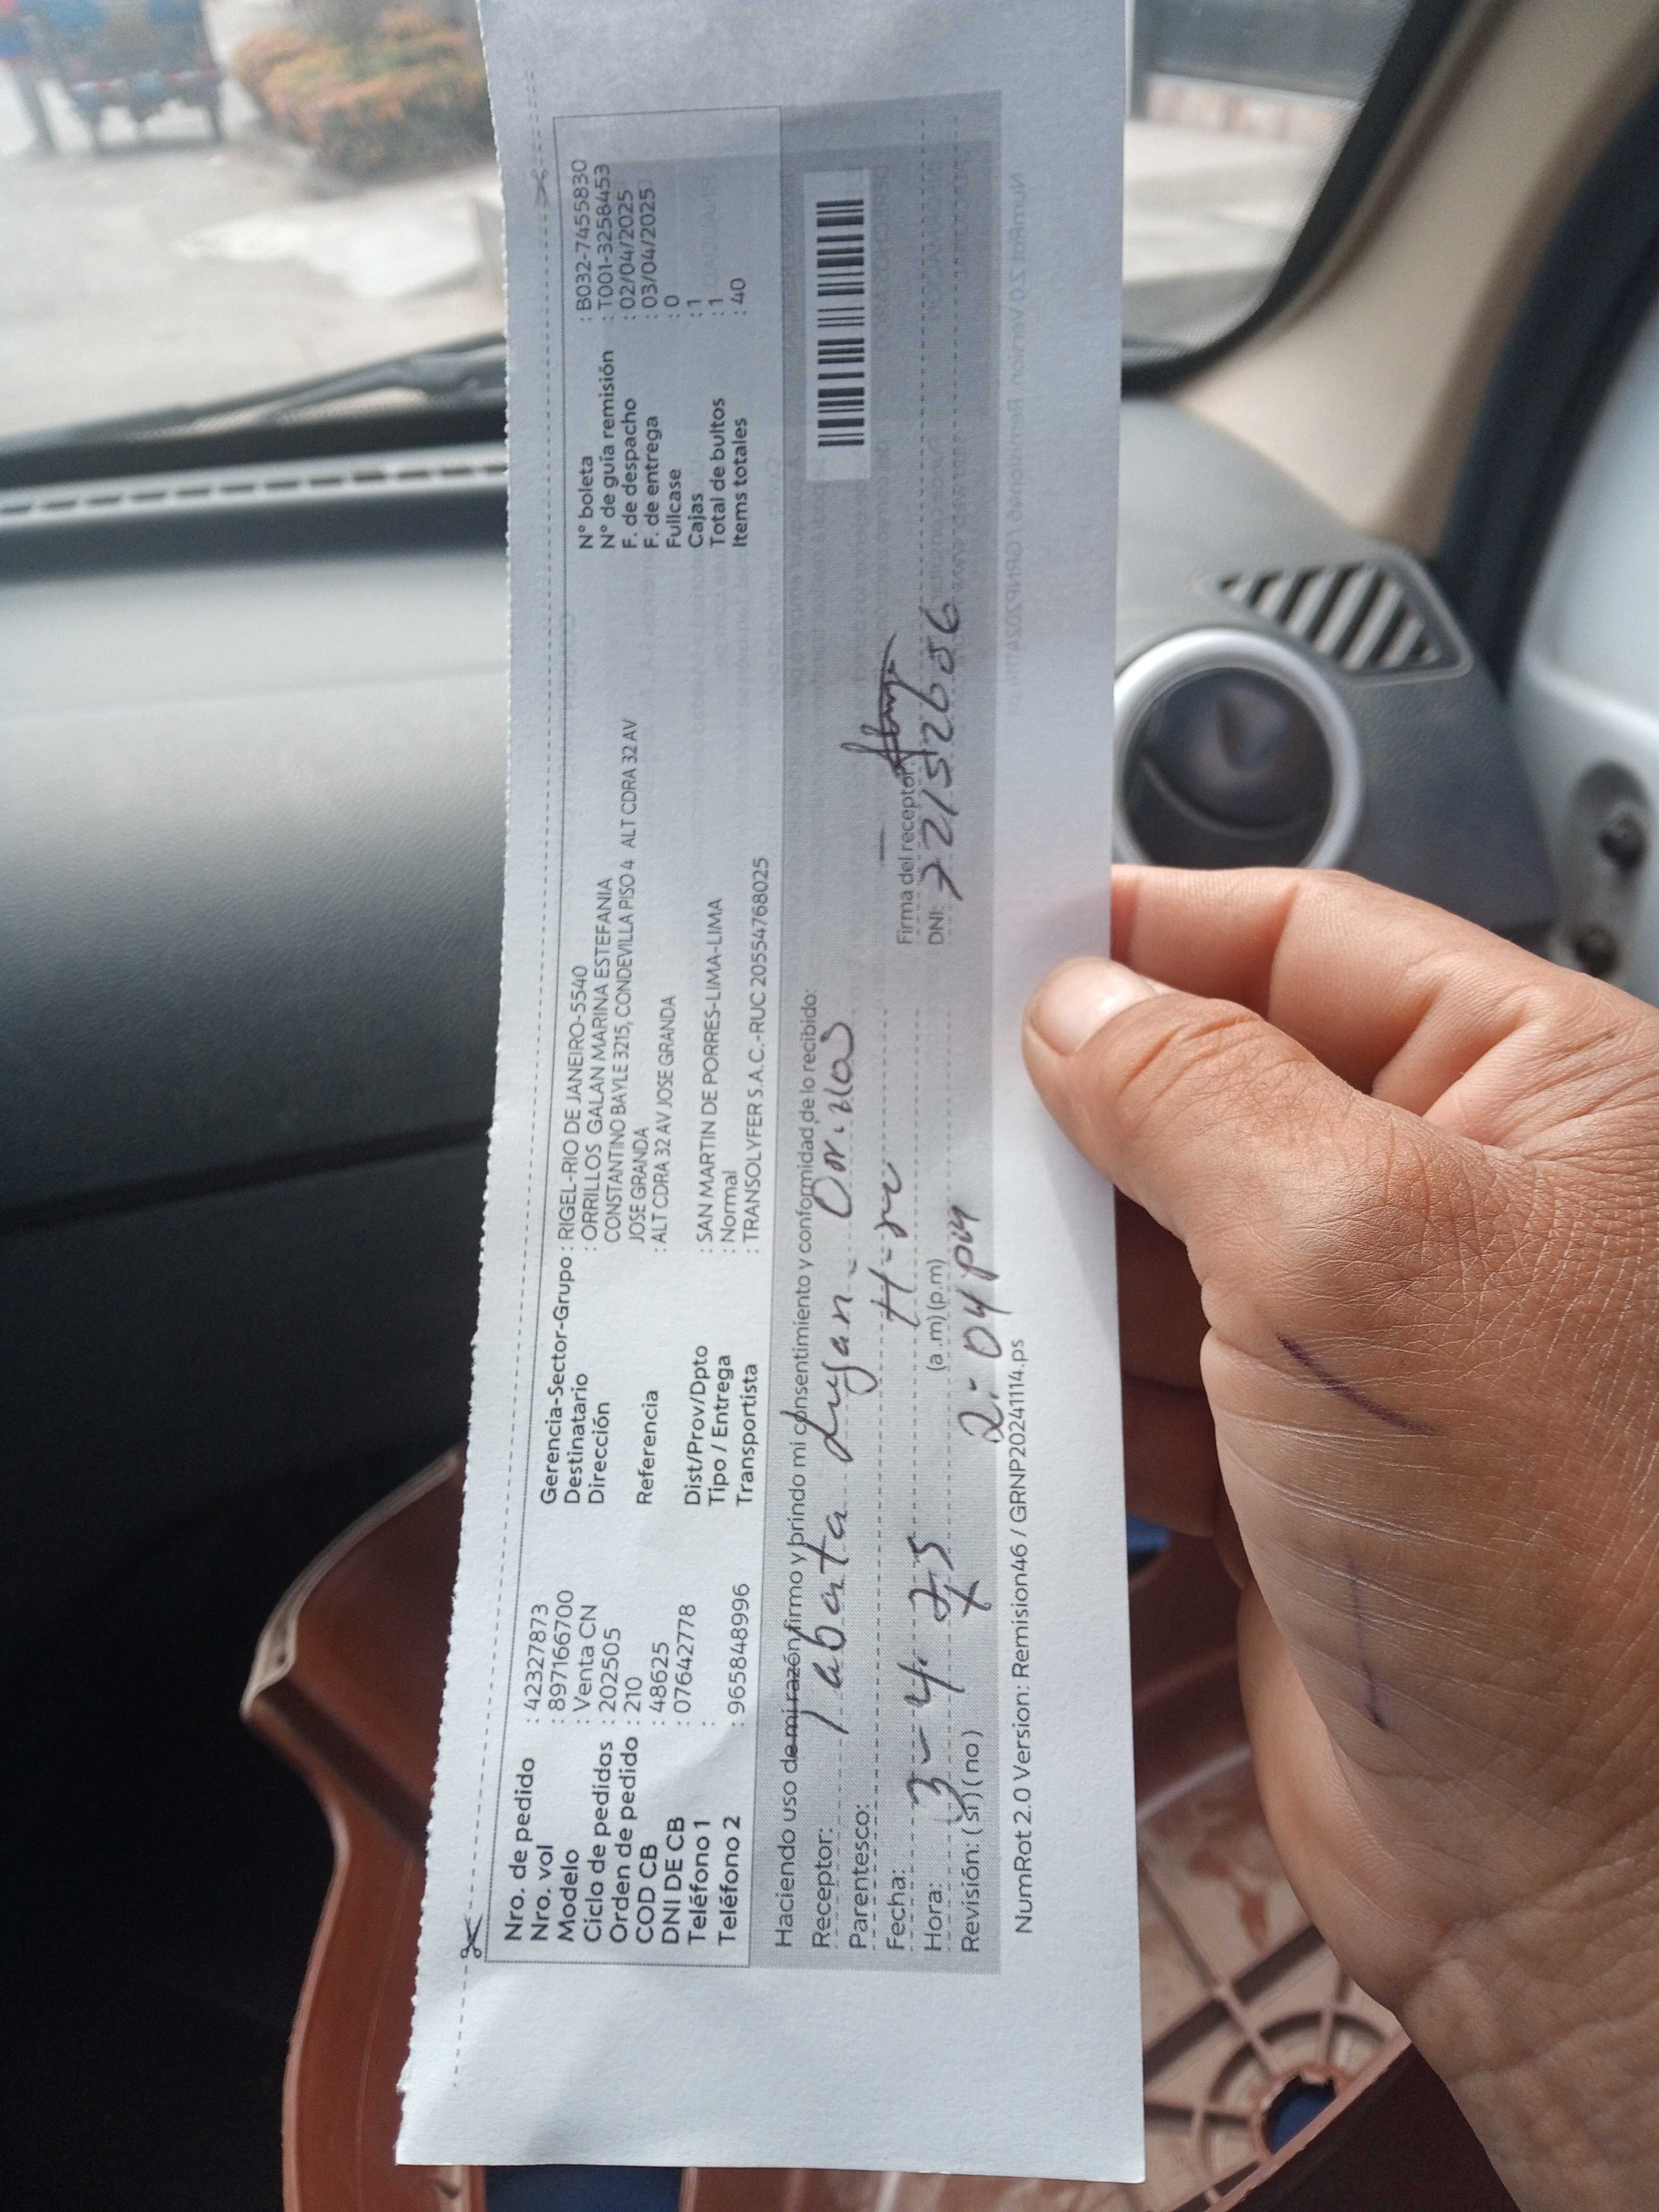 Nro. de pedido : 42327873
Nro. vol : 897166700
Modelo : Venta CN
Ciclo de pedidos : 202505
Orden de pedido : 210
COD CB : 48625
DNI DE CB : 07642778
Teléfono 1 :
Teléfono 2 : 965848996
Gerencia-Sector-Grupo : RIGEL-RIO DE JANEIRO-5540
Destinatario : ORRILLOS GALAN MARINA ESTEFANIA
Dirección CONSTANTINO BAYLE 3215, CONDEVILLA PISO 4 ALT CDRA 32 AV
JOSE GRANDA
Referencia : ALT CDRA 32 AV JOSE GRANDA
Dist/Prov/Dpto : SAN MARTIN DE PORRES-LIMA-LIMA
Tipo / Entrega : Normal
Transportista : TRANSOLYFER S.A.C.-RUC 20554768025
N° boleta : B032-7455830
N° de guía remisión : T001-3258453
F. de despacho : 02/04/2025
F. de entrega : 03/04/2025
Fullcase : 0
Cajas : 1
Total de bultos : 1
Items totales : 40
Haciendo uso de mi razón firmo y brindo mi consentimiento y conformidad de lo recibido:
Receptor:
Parentesco:
Fecha: 3-4
Hora: (a.m)(p.m) 2:04 pm
Revisión: (si)(no)
Firma del receptor:
DNI:
NumRot 2.0 Version: Remision46 / GRNP20241114.ps